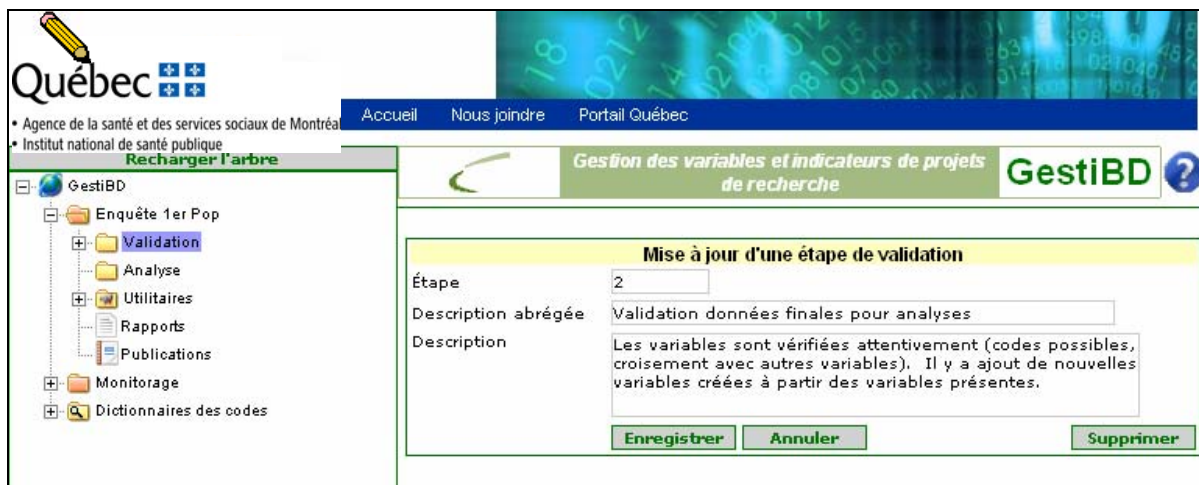 Québec
• Agence de la santé et des services sociaux de Montréal
• Institut national de santé publique
Accueil Nous joindre Portail Québec
Recharger l'arbre
GestiBD
Enquête 1er Pop
Validation
Analyse
Utilitaires
Rapports
Publications
Monitorage
Dictionnaires des codes
Gestion des variables et indicateurs de projets
de recherche
GestiBD ?
Mise à jour d'une étape de validation
Étape 2
Description abrégée Validation données finales pour analyses
Description Les variables sont vérifiées attentivement (codes possibles,
croisement avec autres variables). Il y a ajout de nouvelles
variables créées à partir des variables présentes.
Enregistrer Annuler Supprimer